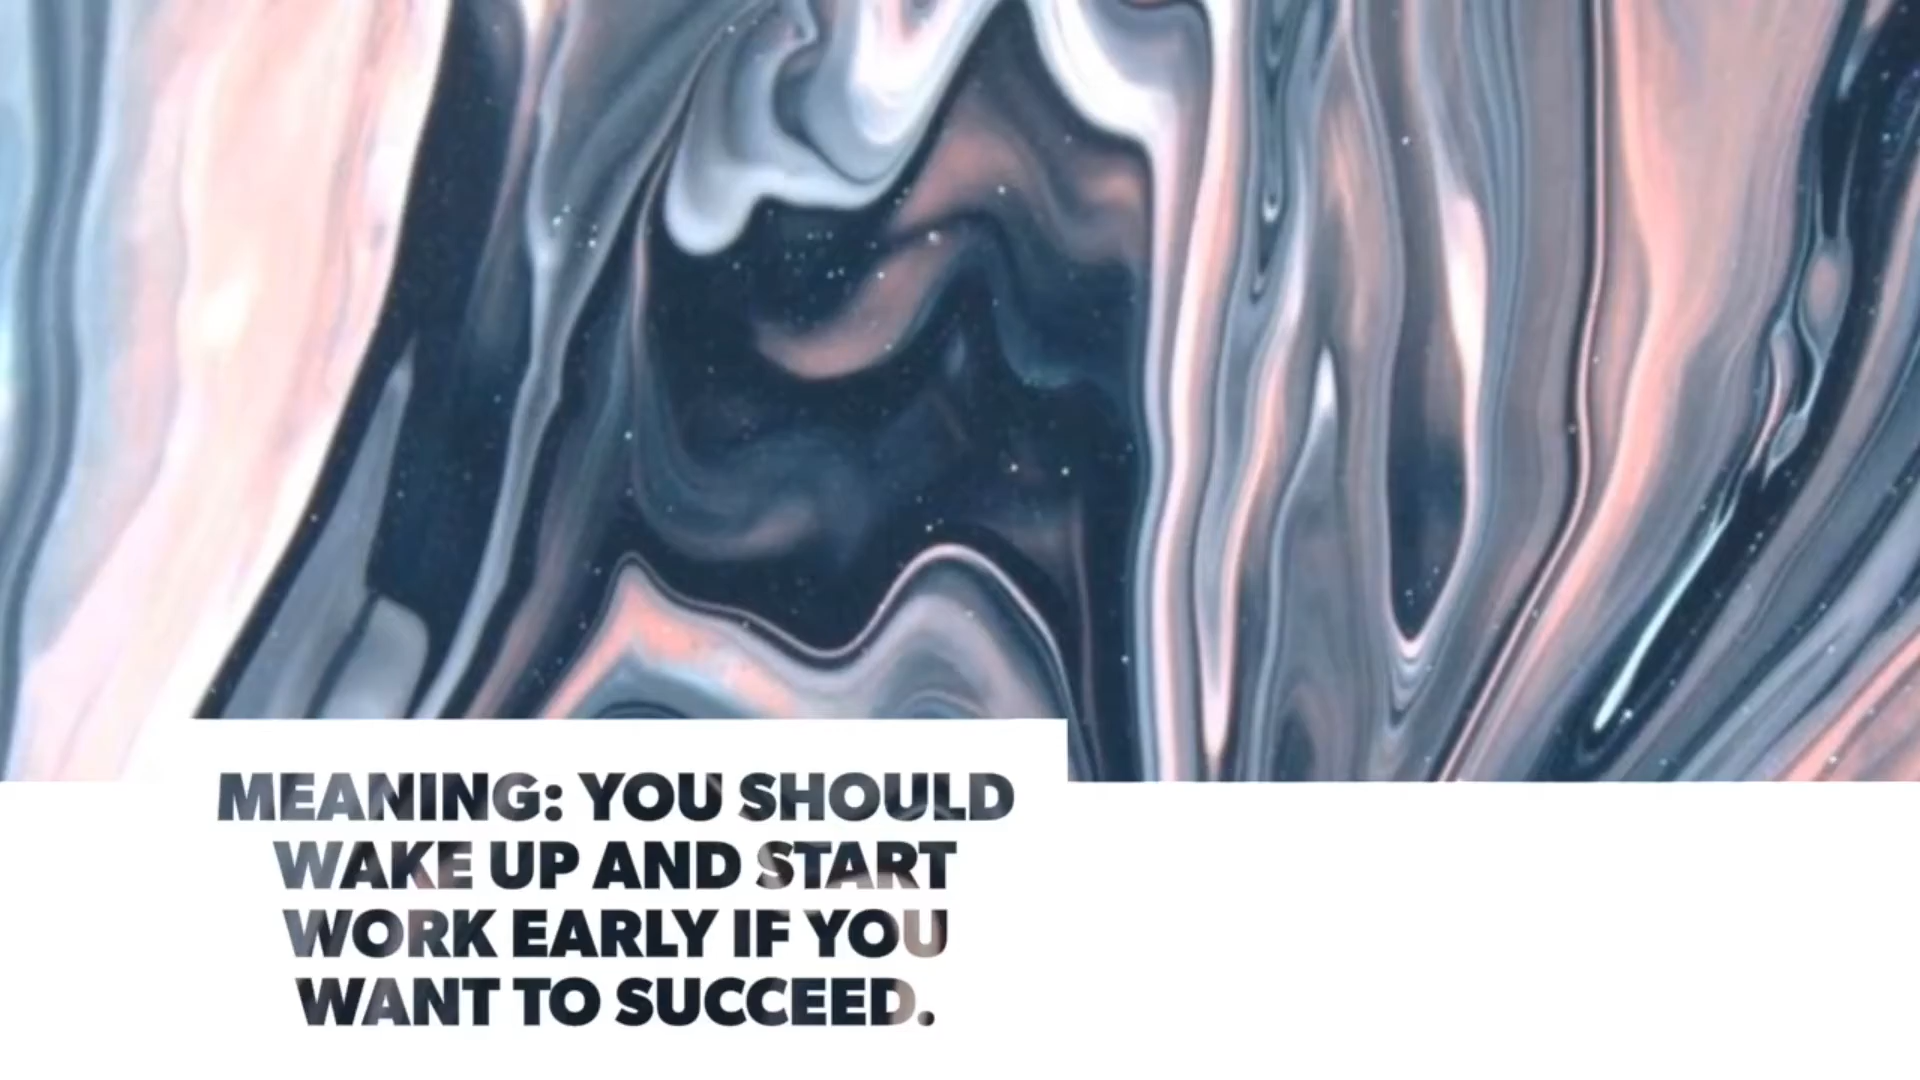 MEANING: YOU SHOULD
WAKE UP AND START
WORK EARLY IF YOU
WANT TO SUCCEED.